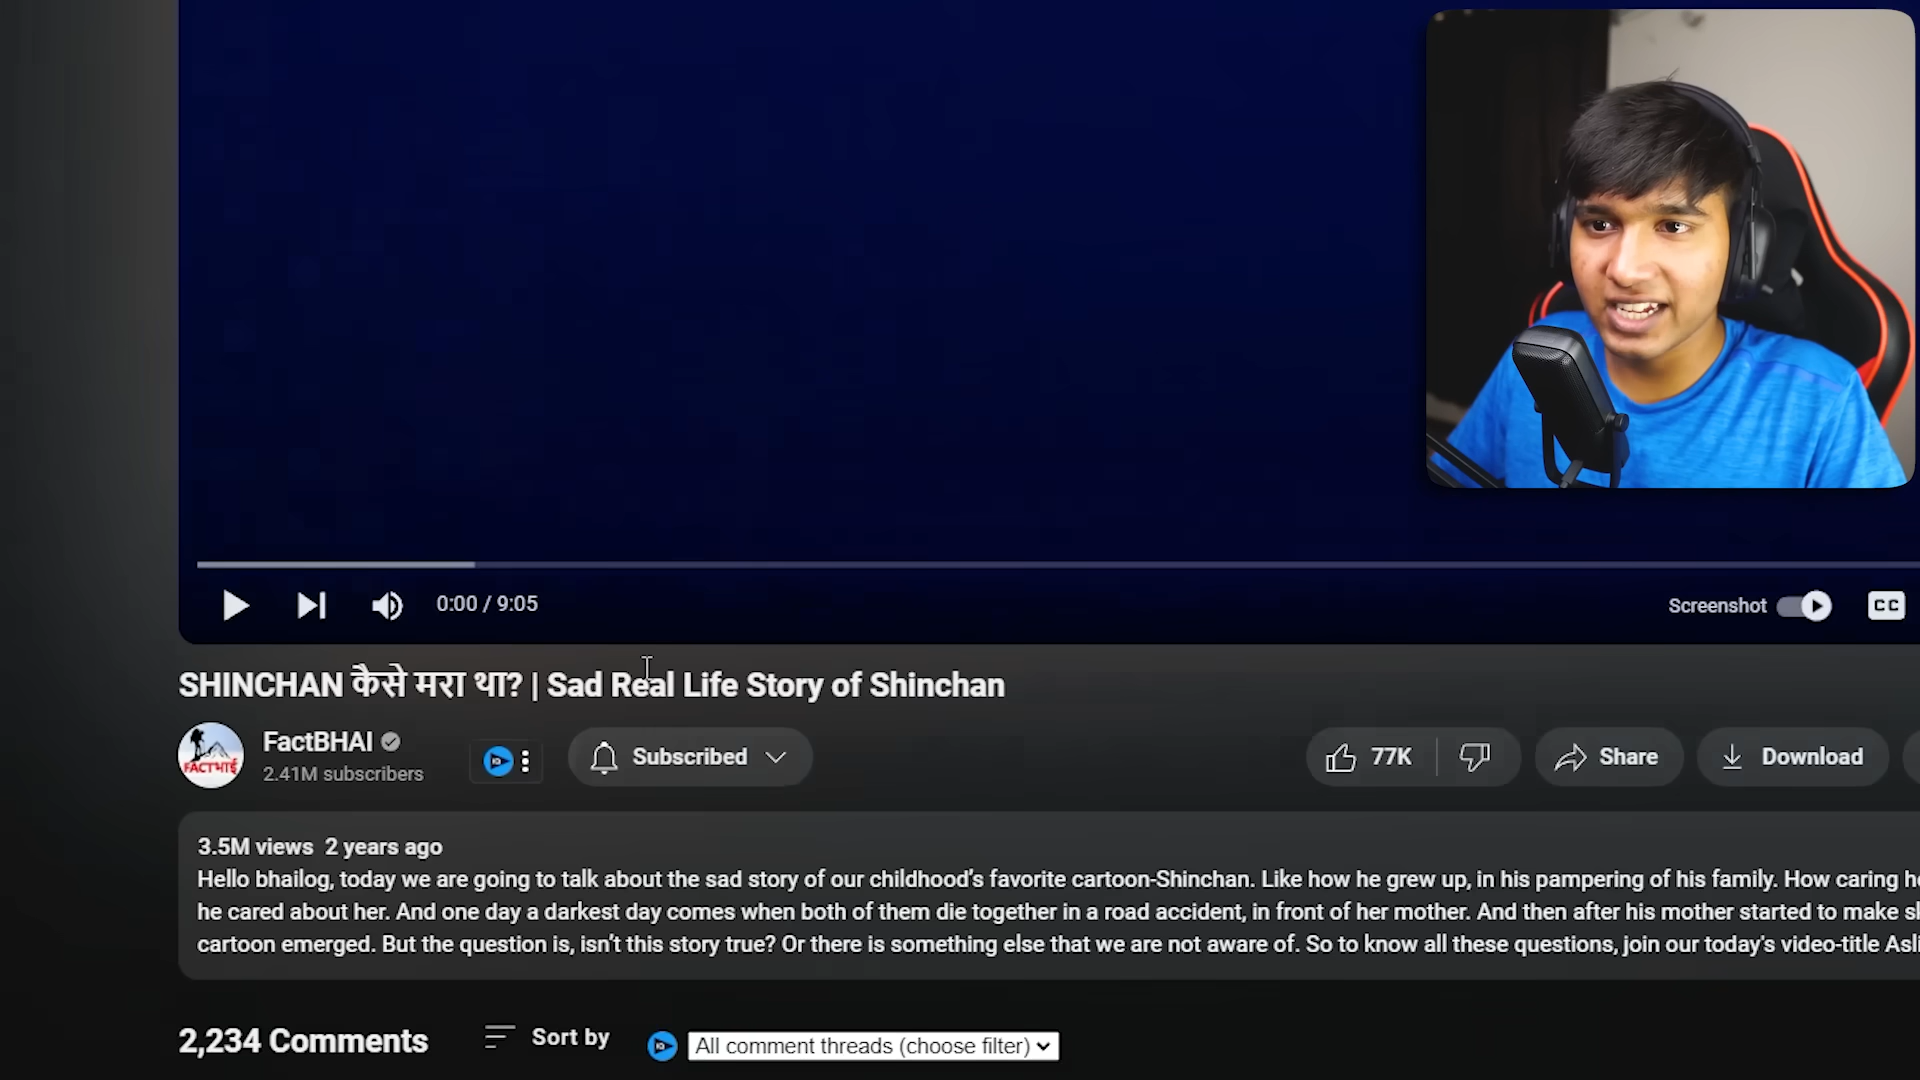 0:00 / 9:05
Screenshot
CC
SHINCHAN कैसे मरा था? | Sad Real Life Story of Shinchan
FactBHAI
2.41M subscribers
Subscribed
77K
Share
Download
3.5M views 2 years ago
Hello bhailog, today we are going to talk about the sad story of our childhood's favorite cartoon-Shinchan. Like how he grew up, in his pampering of his family. How caring h
he cared about her. And one day a darkest day comes when both of them die together in a road accident, in front of her mother. And then after his mother started to make s
cartoon emerged. But the question is, isn't this story true? Or there is something else that we are not aware of. So to know all these questions, join our today's video-title Asli
2,234 Comments
Sort by
All comment threads (choose filter)